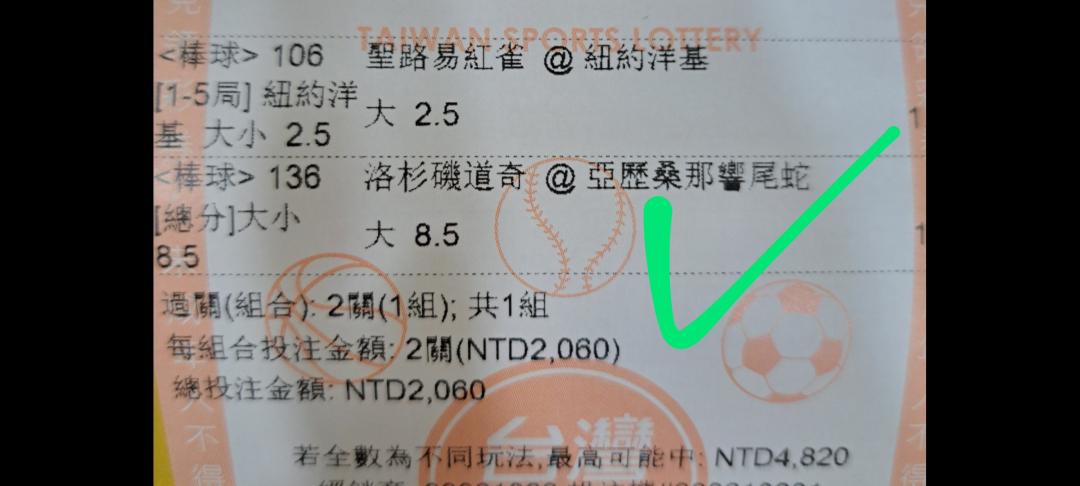 TAIWAN SPORTS LOTTERY
<棒球> 106 聖路易紅雀 @ 紐約洋基
[1-5局] 紐約洋基 大小 2.5
大 2.5
<棒球> 136 洛杉磯道奇 @ 亞歷桑那響尾蛇
[總分]大小
8.5
大 8.5
過關(組合): 2關(1組); 共1組
每組合投注金額: 2關(NTD2,060)
總投注金額: NTD2,060
台灣
若全數為不同玩法,最高可能中: NTD4,820
人不得